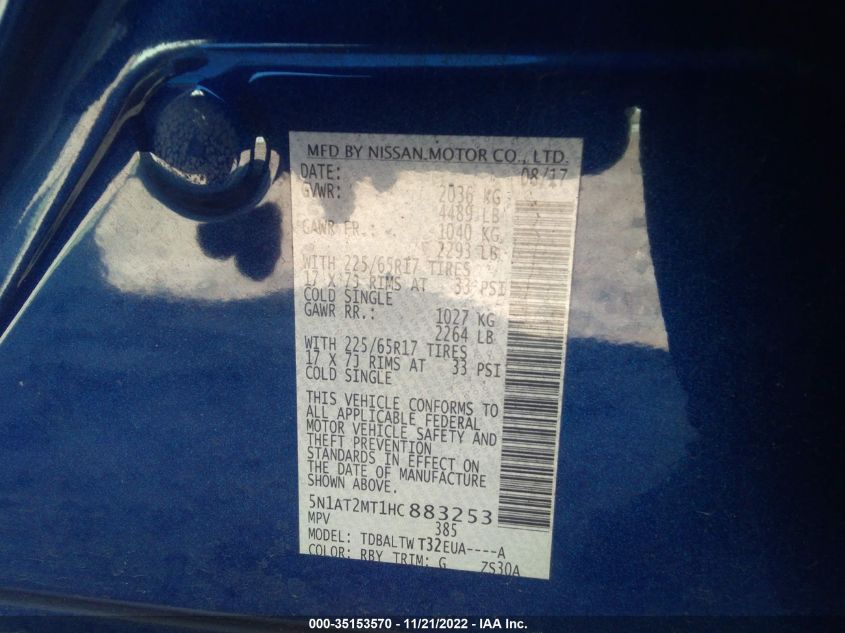 MFD BY NISSAN MOTOR CO., LTD.
DATE: 08/17
GVWR: 2036 KG
4489 LB
GAWR FR.: 1040 KG
2293 LB
WITH 225/65R17 TIRES
17 X 7J RIMS AT 33 PSI
COLD SINGLE
GAWR RR.: 1027 KG
2264 LB
WITH 225/65R17 TIRES
17 X 7J RIMS AT 33 PSI
COLD SINGLE
THIS VEHICLE CONFORMS TO
ALL APPLICABLE FEDERAL
MOTOR VEHICLE SAFETY AND
THEFT PREVENTION
STANDARDS IN EFFECT ON
THE DATE OF MANUFACTURE
SHOWN ABOVE.
5N1AT2MT1HC883253
MPV 385
MODEL: TDBALTW T32EUA----A
COLOR: RBY TRIM: G ZS30A
000-35153570 - 11/21/2022 - IAA Inc.